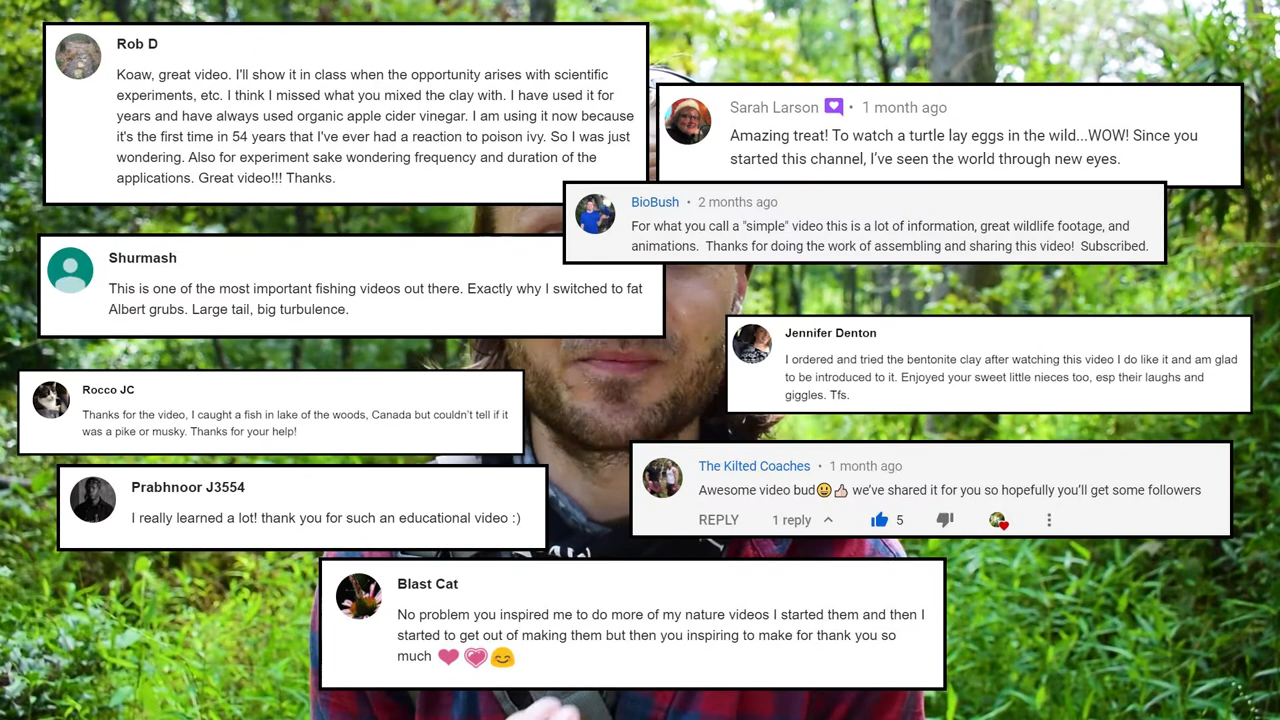 Rob D
Koaw, great video. I'll show it in class when the opportunity arises with scientific
experiments, etc. I think I missed what you mixed the clay with. I have used it for
years and have always used organic apple cider vinegar. I am using it now because
it's the first time in 54 years that I've ever had a reaction to poison ivy. So I was just
wondering. Also for experiment sake wondering frequency and duration of the
applications. Great video!!! Thanks.
Sarah Larson • 1 month ago
Amazing treat! To watch a turtle lay eggs in the wild...WOW! Since you
started this channel, I've seen the world through new eyes.
BioBush • 2 months ago
For what you call a "simple" video this is a lot of information, great wildlife footage, and
animations. Thanks for doing the work of assembling and sharing this video! Subscribed.
Shurmash
This is one of the most important fishing videos out there. Exactly why I switched to fat
Albert grubs. Large tail, big turbulence.
Jennifer Denton
I ordered and tried the bentonite clay after watching this video I do like it and am glad
to be introduced to it. Enjoyed your sweet little nieces too, esp their laughs and
giggles. Tfs.
Rocco JC
Thanks for the video, I caught a fish in lake of the woods, Canada but couldn't tell if it
was a pike or musky. Thanks for your help!
The Kilted Coaches • 1 month ago
Awesome video bud😀👍🏻 we've shared it for you so hopefully you'll get some followers
REPLY 1 reply 5
Prabhnoor J3554
I really learned a lot! thank you for such an educational video :)
Blast Cat
No problem you inspired me to do more of my nature videos I started them and then I
started to get out of making them but then you inspiring to make for thank you so
much ❤️💗😊